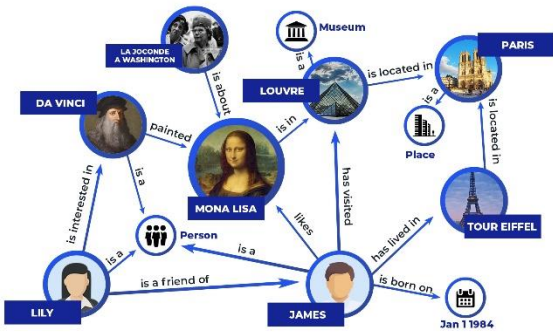 Museum
LA JOCONDE
A WASHINGTON
PARIS
is a
is located in
LOUVRE
DA VINCI
is about
is a
painted
is in
is located in
Place
is a
has visited
is interested in
MONA LISA
TOUR EIFFEL
Person
likes
has lived in
is a
is a
is a friend of
is born on
LILY
JAMES
Jan 1 1984